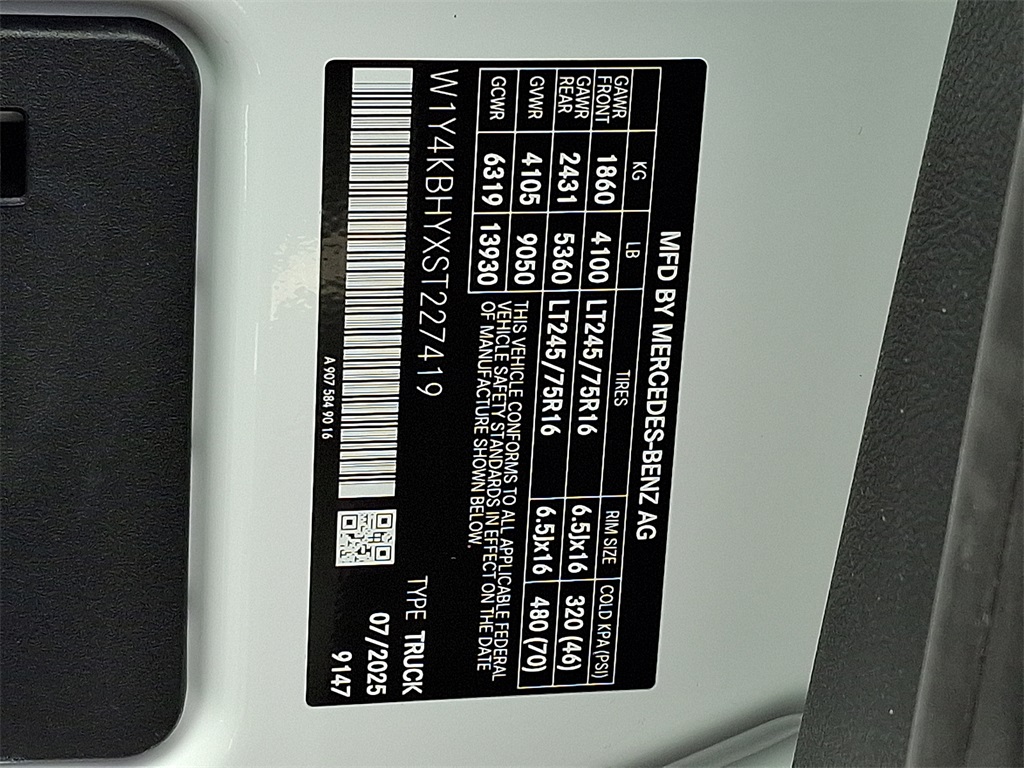 MFD BY MERCEDES-BENZ AG
KG LB TIRES RIM SIZE COLD KPA (PSI)
GAWR FRONT 1860 4100 LT245/75R16 6.5Jx16 320 (46)
GAWR REAR 2431 5360 LT245/75R16 6.5Jx16 480 (70)
GVWR 4105 9050
GCWR 6319 13930
THIS VEHICLE CONFORMS TO ALL APPLICABLE FEDERAL
VEHICLE SAFETY STANDARDS IN EFFECT ON THE DATE
OF MANUFACTURE SHOWN BELOW.
W1Y4KBHYXST227419
TYPE TRUCK
07/2025
9147
A 907 584 90 16